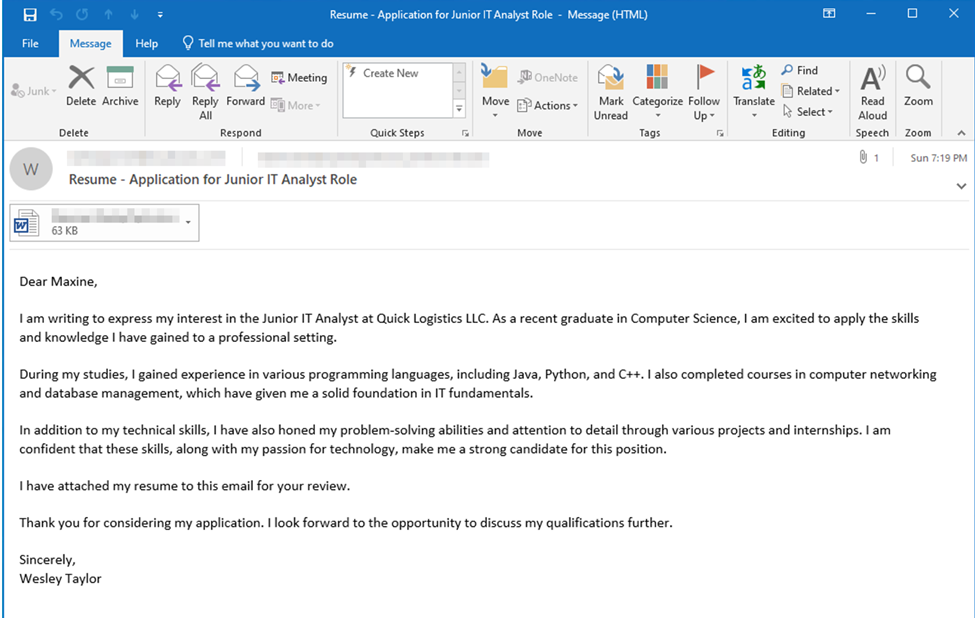 Resume - Application for Junior IT Analyst Role - Message (HTML)
File Message Help Tell me what you want to do
Junk
Delete
Archive
Reply
Reply All
Forward
Meeting
More
Create New
Move
OneNote
Actions
Mark Unread
Categorize
Follow Up
Translate
Find
Related
Select
Read Aloud
Zoom
Delete Respond Quick Steps Move Tags Editing Speech Zoom
W
1 Sun 7:19 PM
Resume - Application for Junior IT Analyst Role
63 KB
Dear Maxine,
I am writing to express my interest in the Junior IT Analyst at Quick Logistics LLC. As a recent graduate in Computer Science, I am excited to apply the skills
and knowledge I have gained to a professional setting.
During my studies, I gained experience in various programming languages, including Java, Python, and C++. I also completed courses in computer networking
and database management, which have given me a solid foundation in IT fundamentals.
In addition to my technical skills, I have also honed my problem-solving abilities and attention to detail through various projects and internships. I am
confident that these skills, along with my passion for technology, make me a strong candidate for this position.
I have attached my resume to this email for your review.
Thank you for considering my application. I look forward to the opportunity to discuss my qualifications further.
Sincerely,
Wesley Taylor